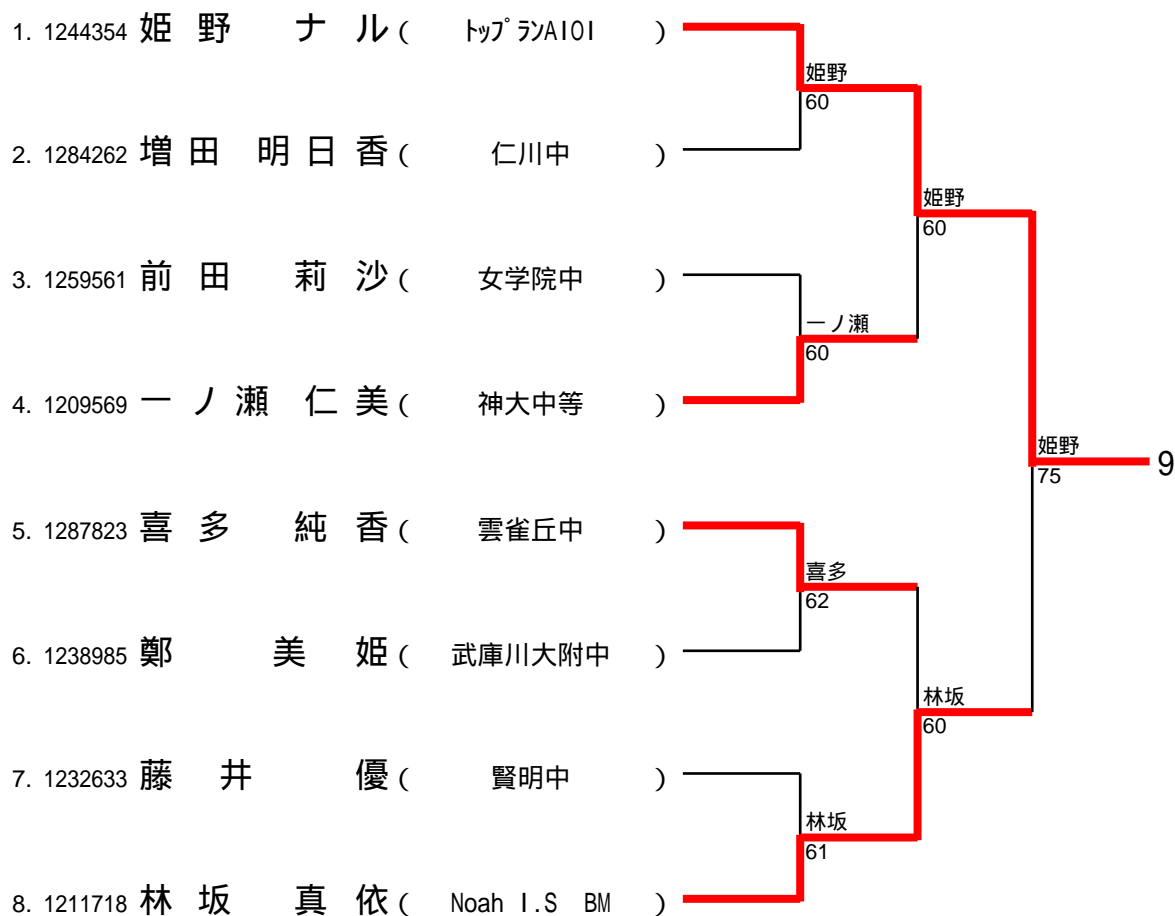 1. 1244354 姫 野 ナ ル ( トップランAIOI )
姫野
60
2. 1284262 増 田 明 日 香 ( 仁川中 )
姫野
60
3. 1259561 前 田 莉 沙 ( 女学院中 )
一ノ瀬
60
4. 1209569 一 ノ 瀬 仁 美 ( 神大中等 )
姫野
75
9
5. 1287823 喜 多 純 香 ( 雲雀丘中 )
喜多
62
6. 1238985 鄭 美 姫 ( 武庫川大附中 )
林坂
60
7. 1232633 藤 井 優 ( 賢明中 )
林坂
61
8. 1211718 林 坂 真 依 ( Noah I.S BM )